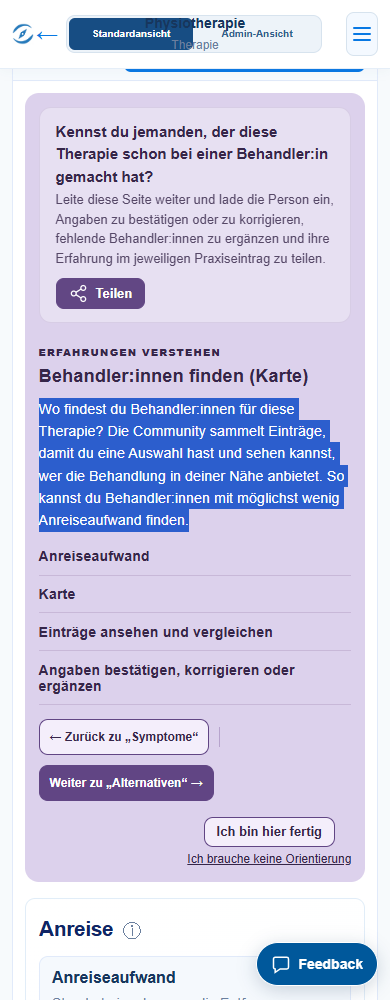 Physiotherapie
Standardansicht
Admin-Ansicht
Therapie
Kennst du jemanden, der diese
Therapie schon bei einer Behandler:in
gemacht hat?
Leite diese Seite weiter und lade die Person ein,
Angaben zu bestätigen oder zu korrigieren,
fehlende Behandler:innen zu ergänzen und ihre
Erfahrung im jeweiligen Praxiseintrag zu teilen.
Teilen
ERFAHRUNGEN VERSTEHEN
Behandler:innen finden (Karte)
Wo findest du Behandler:innen für diese
Therapie? Die Community sammelt Einträge,
damit du eine Auswahl hast und sehen kannst,
wer die Behandlung in deiner Nähe anbietet. So
kannst du Behandler:innen mit möglichst wenig
Anreiseaufwand finden.
Anreiseaufwand
Karte
Einträge ansehen und vergleichen
Angaben bestätigen, korrigieren oder
ergänzen
← Zurück zu „Symptome“
Weiter zu „Alternativen“ →
Ich bin hier fertig
Ich brauche keine Orientierung
Anreise
Anreiseaufwand
Feedback